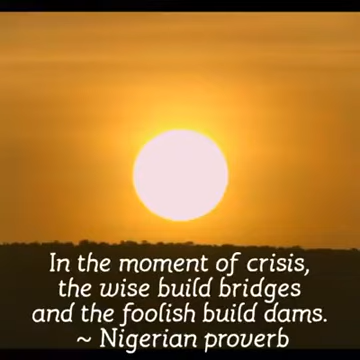 In the moment of crisis,
the wise build bridges
and the foolish build dams.
~ Nigerian proverb